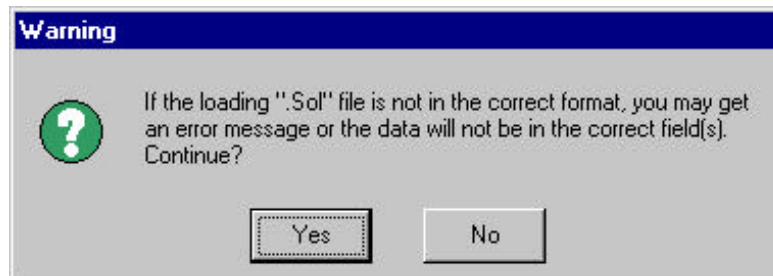 Warning
If the loading ".Sol" file is not in the correct format, you may get
an error message or the data will not be in the correct field(s).
Continue?
Yes No